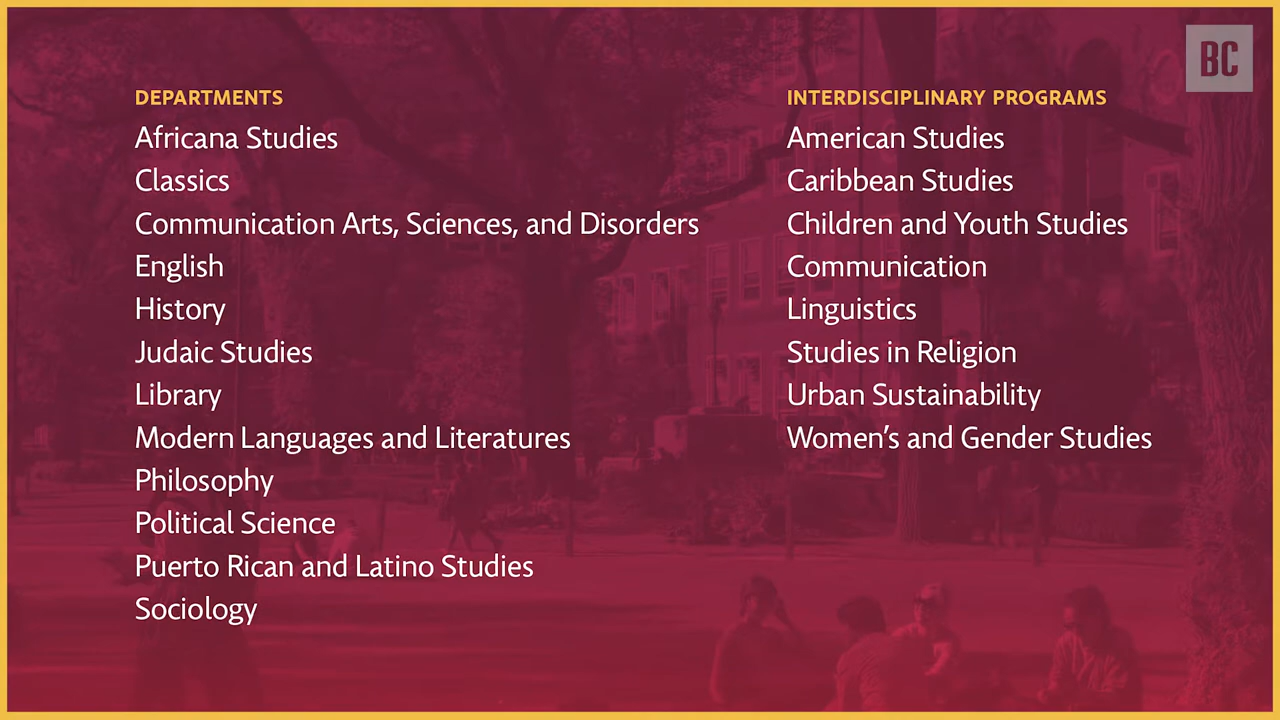 BC
DEPARTMENTS
Africana Studies
Classics
Communication Arts, Sciences, and Disorders
English
History
Judaic Studies
Library
Modern Languages and Literatures
Philosophy
Political Science
Puerto Rican and Latino Studies
Sociology
INTERDISCIPLINARY PROGRAMS
American Studies
Caribbean Studies
Children and Youth Studies
Communication
Linguistics
Studies in Religion
Urban Sustainability
Women’s and Gender Studies